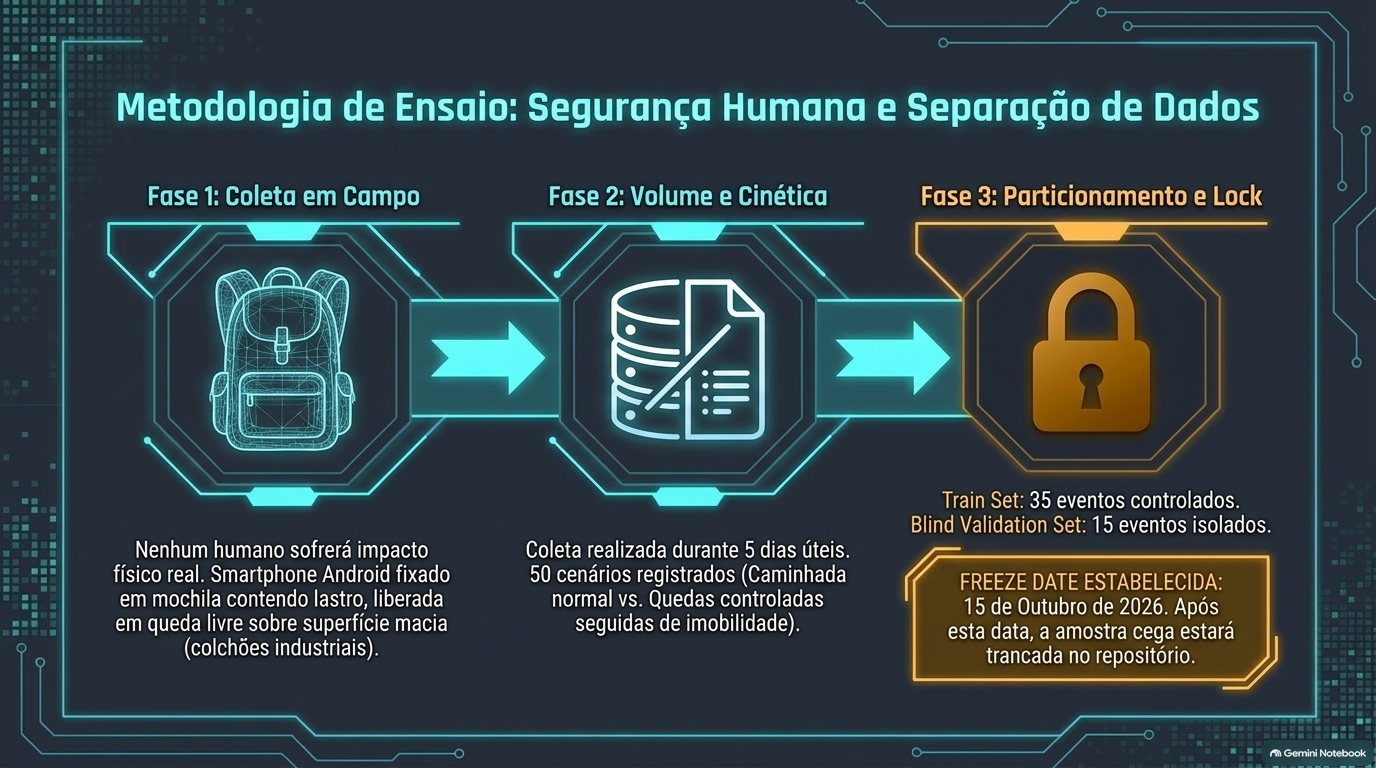 Metodologia de Ensaio: Segurança Humana e Separação de Dados
Fase 1: Coleta em Campo
Nenhum humano sofrerá impacto
físico real. Smartphone Android fixado
em mochila contendo lastro, liberada
em queda livre sobre superfície macia
(colchões industriais).
Fase 2: Volume e Cinética
Coleta realizada durante 5 dias úteis.
50 cenários registrados (Caminhada
normal vs. Quedas controladas
seguidas de imobilidade).
Fase 3: Particionamento e Lock
Train Set: 35 eventos controlados.
Blind Validation Set: 15 eventos isolados.
FREEZE DATE ESTABELECIDA:
15 de Outubro de 2026. Após
esta data, a amostra cega estará
trancada no repositório.
Gemini Notebook